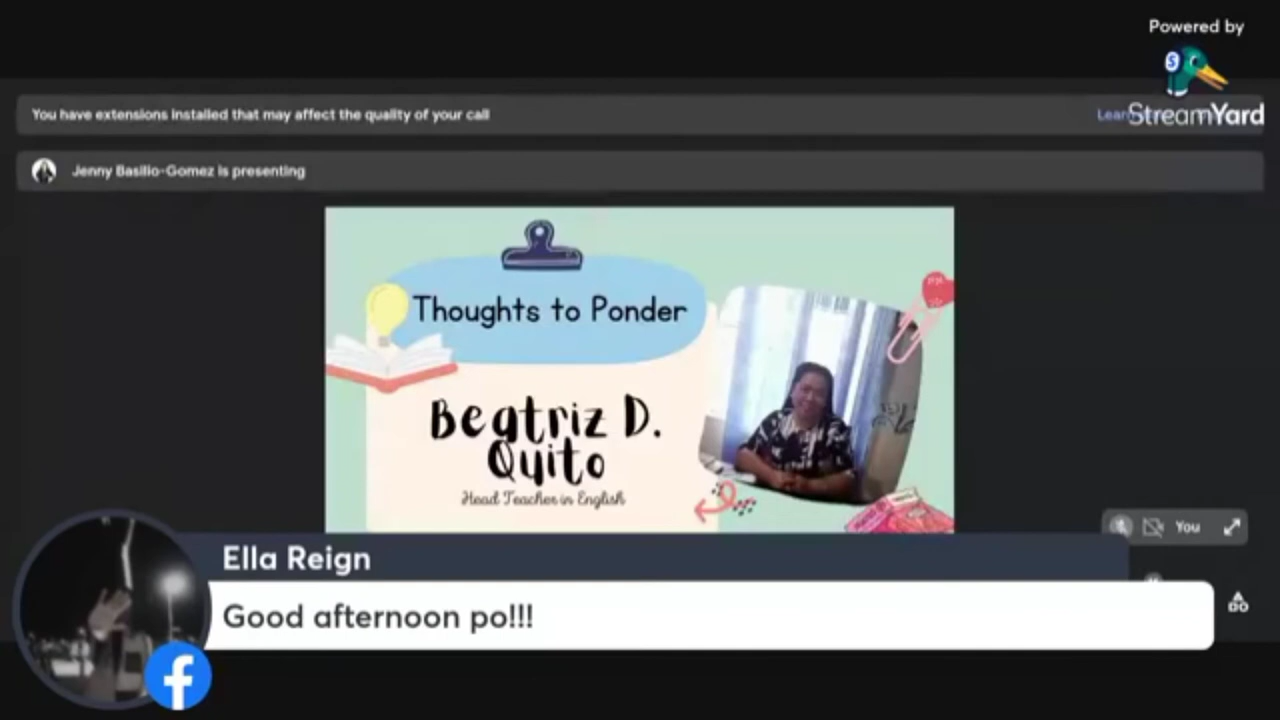 Powered by
StreamYard
You have extensions installed that may affect the quality of your call
Jenny Basilio-Gomez is presenting
Thoughts to Ponder
Beatriz D.
Quito
Head Teacher in English
You
Ella Reign
Good afternoon po!!!